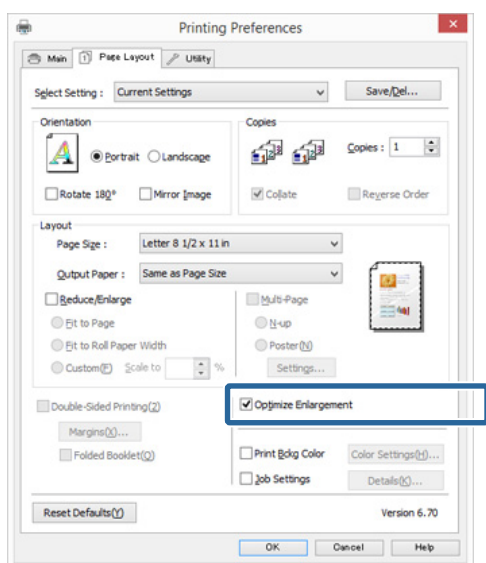 Printing Preferences
Main Page Layout Utility
Select Setting : Current Settings Save/Del...
Orientation Copies
A Portrait Landscape Copies : 1
Rotate 180° Mirror Image Collate Reverse Order
Layout
Page Size : Letter 8 1/2 x 11 in
Output Paper : Same as Page Size
Reduce/Enlarge Multi-Page
Fit to Page N-up
Fit to Roll Paper Width Poster(N)
Custom(F) Scale to % Settings...
Double-Sided Printing(2) Optimize Enlargement
Margins(X)...
Folded Booklet(Q) Print Bckg Color Color Settings(H)...
Job Settings Details(K)...
Reset Defaults(Y) Version 6.70
OK Cancel Help